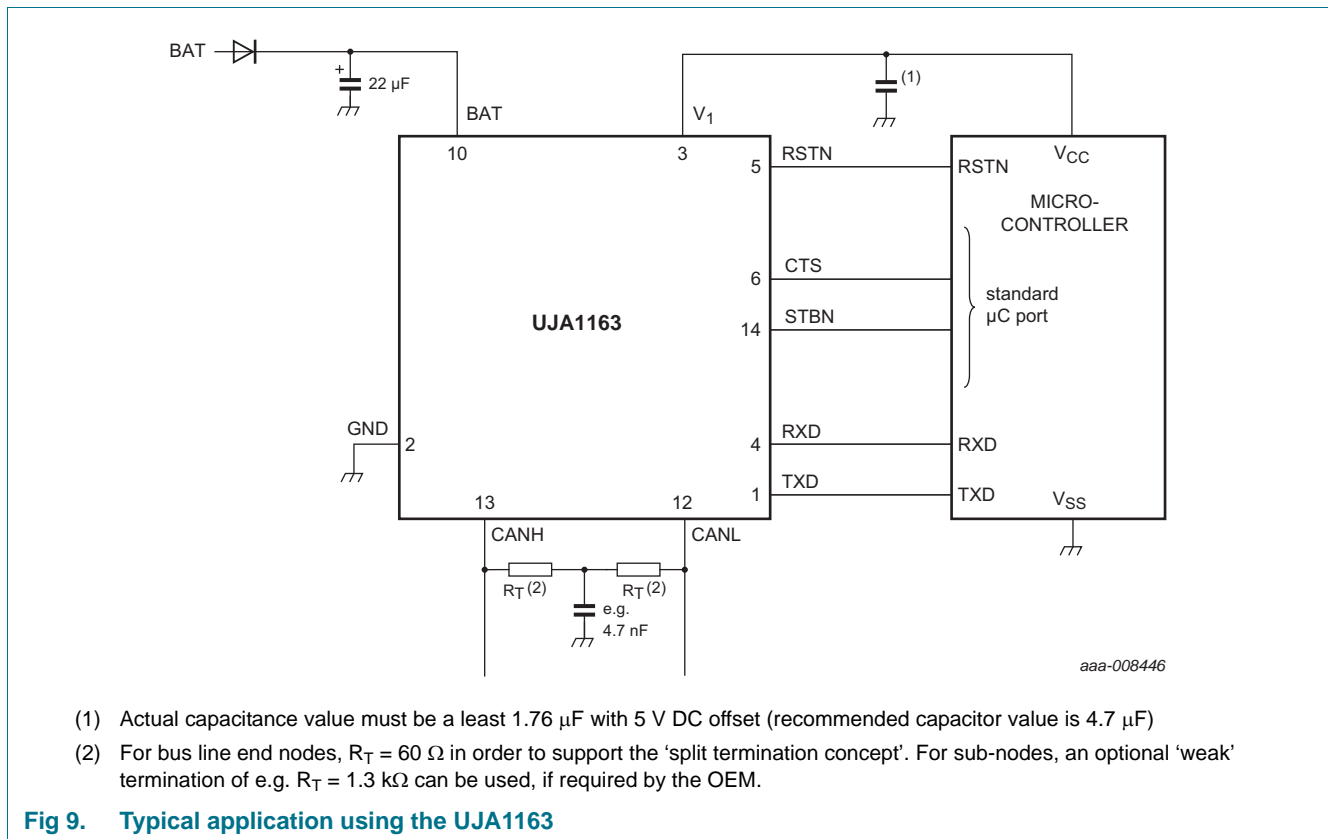 BAT
+
22 µF
(1)
BAT
V1
10
3
VCC
5
RSTN
RSTN
MICRO-
CONTROLLER
6
CTS
standard
µC port
UJA1163
14
STBN
GND
2
4
RXD
RXD
1
TXD
TXD
13
12
VSS
CANH
CANL
RT(2)
RT(2)
e.g.
4.7 nF
aaa-008446
(1) Actual capacitance value must be a least 1.76 µF with 5 V DC offset (recommended capacitor value is 4.7 µF)
(2) For bus line end nodes, RT = 60 Ω in order to support the ‘split termination concept’. For sub-nodes, an optional ‘weak’
termination of e.g. RT = 1.3 kΩ can be used, if required by the OEM.
Fig 9. Typical application using the UJA1163